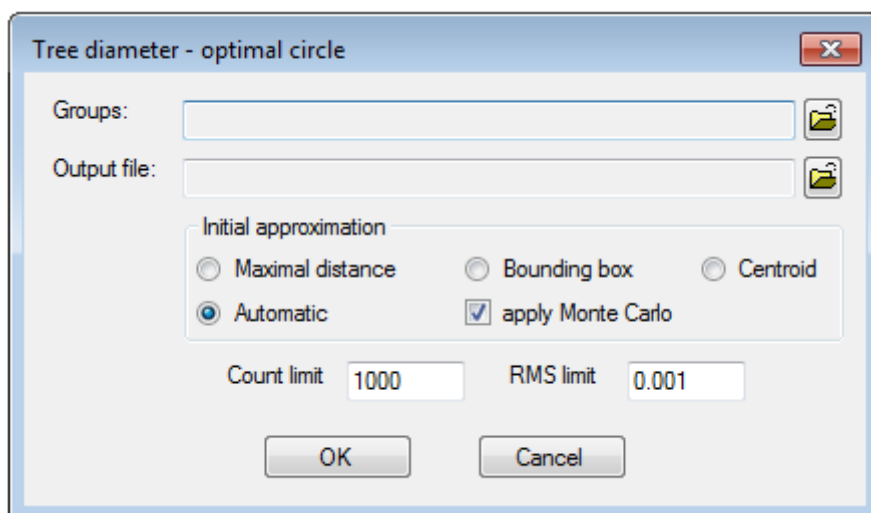 Tree diameter - optimal circle
Groups:
Output file:
Initial approximation
Maximal distance Bounding box Centroid
Automatic apply Monte Carlo
Count limit 1000 RMS limit 0.001
OK Cancel